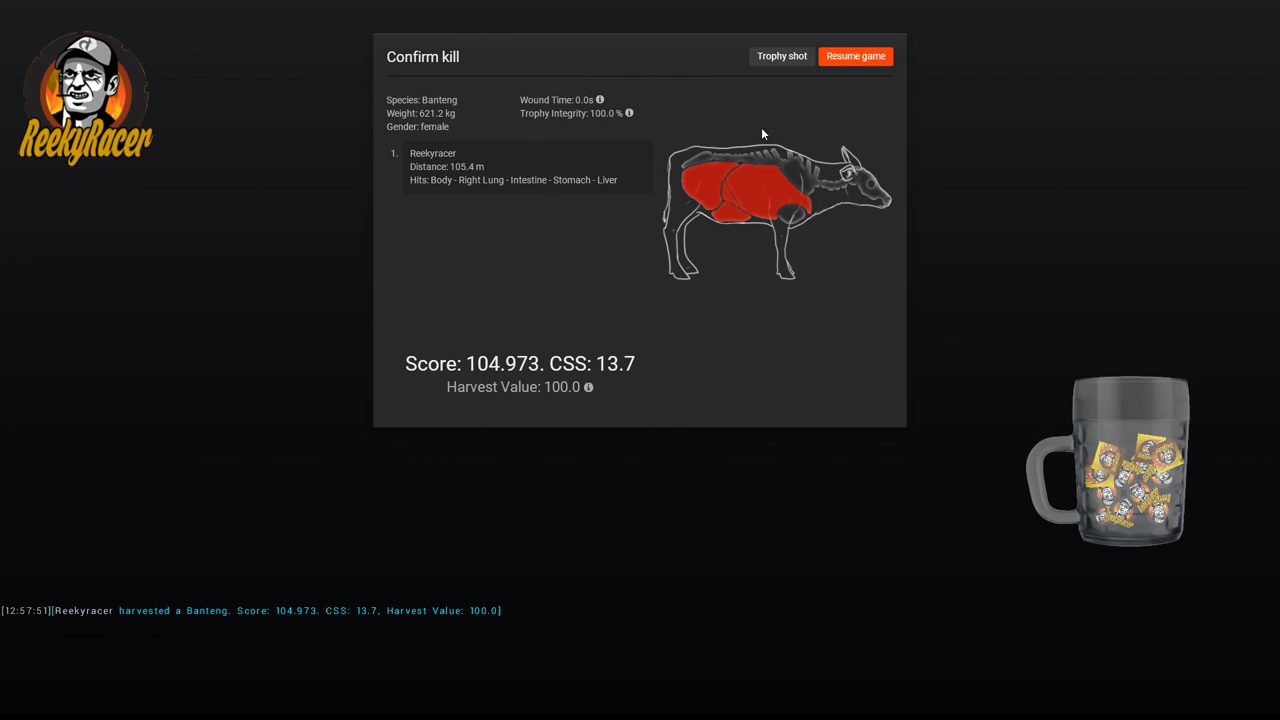 Confirm kill
Trophy shot
Resume game
Species: Banteng
Weight: 621.2 kg
Gender: female
Wound Time: 0.0s
Trophy Integrity: 100.0 %
1.
Reekyracer
Distance: 105.4 m
Hits: Body - Right Lung - Intestine - Stomach - Liver
Score: 104.973. CSS: 13.7
Harvest Value: 100.0
ReekyRacer
[12:57:51][Reekyracer harvested a Banteng. Score: 104.973. CSS: 13.7, Harvest Value: 100.0]